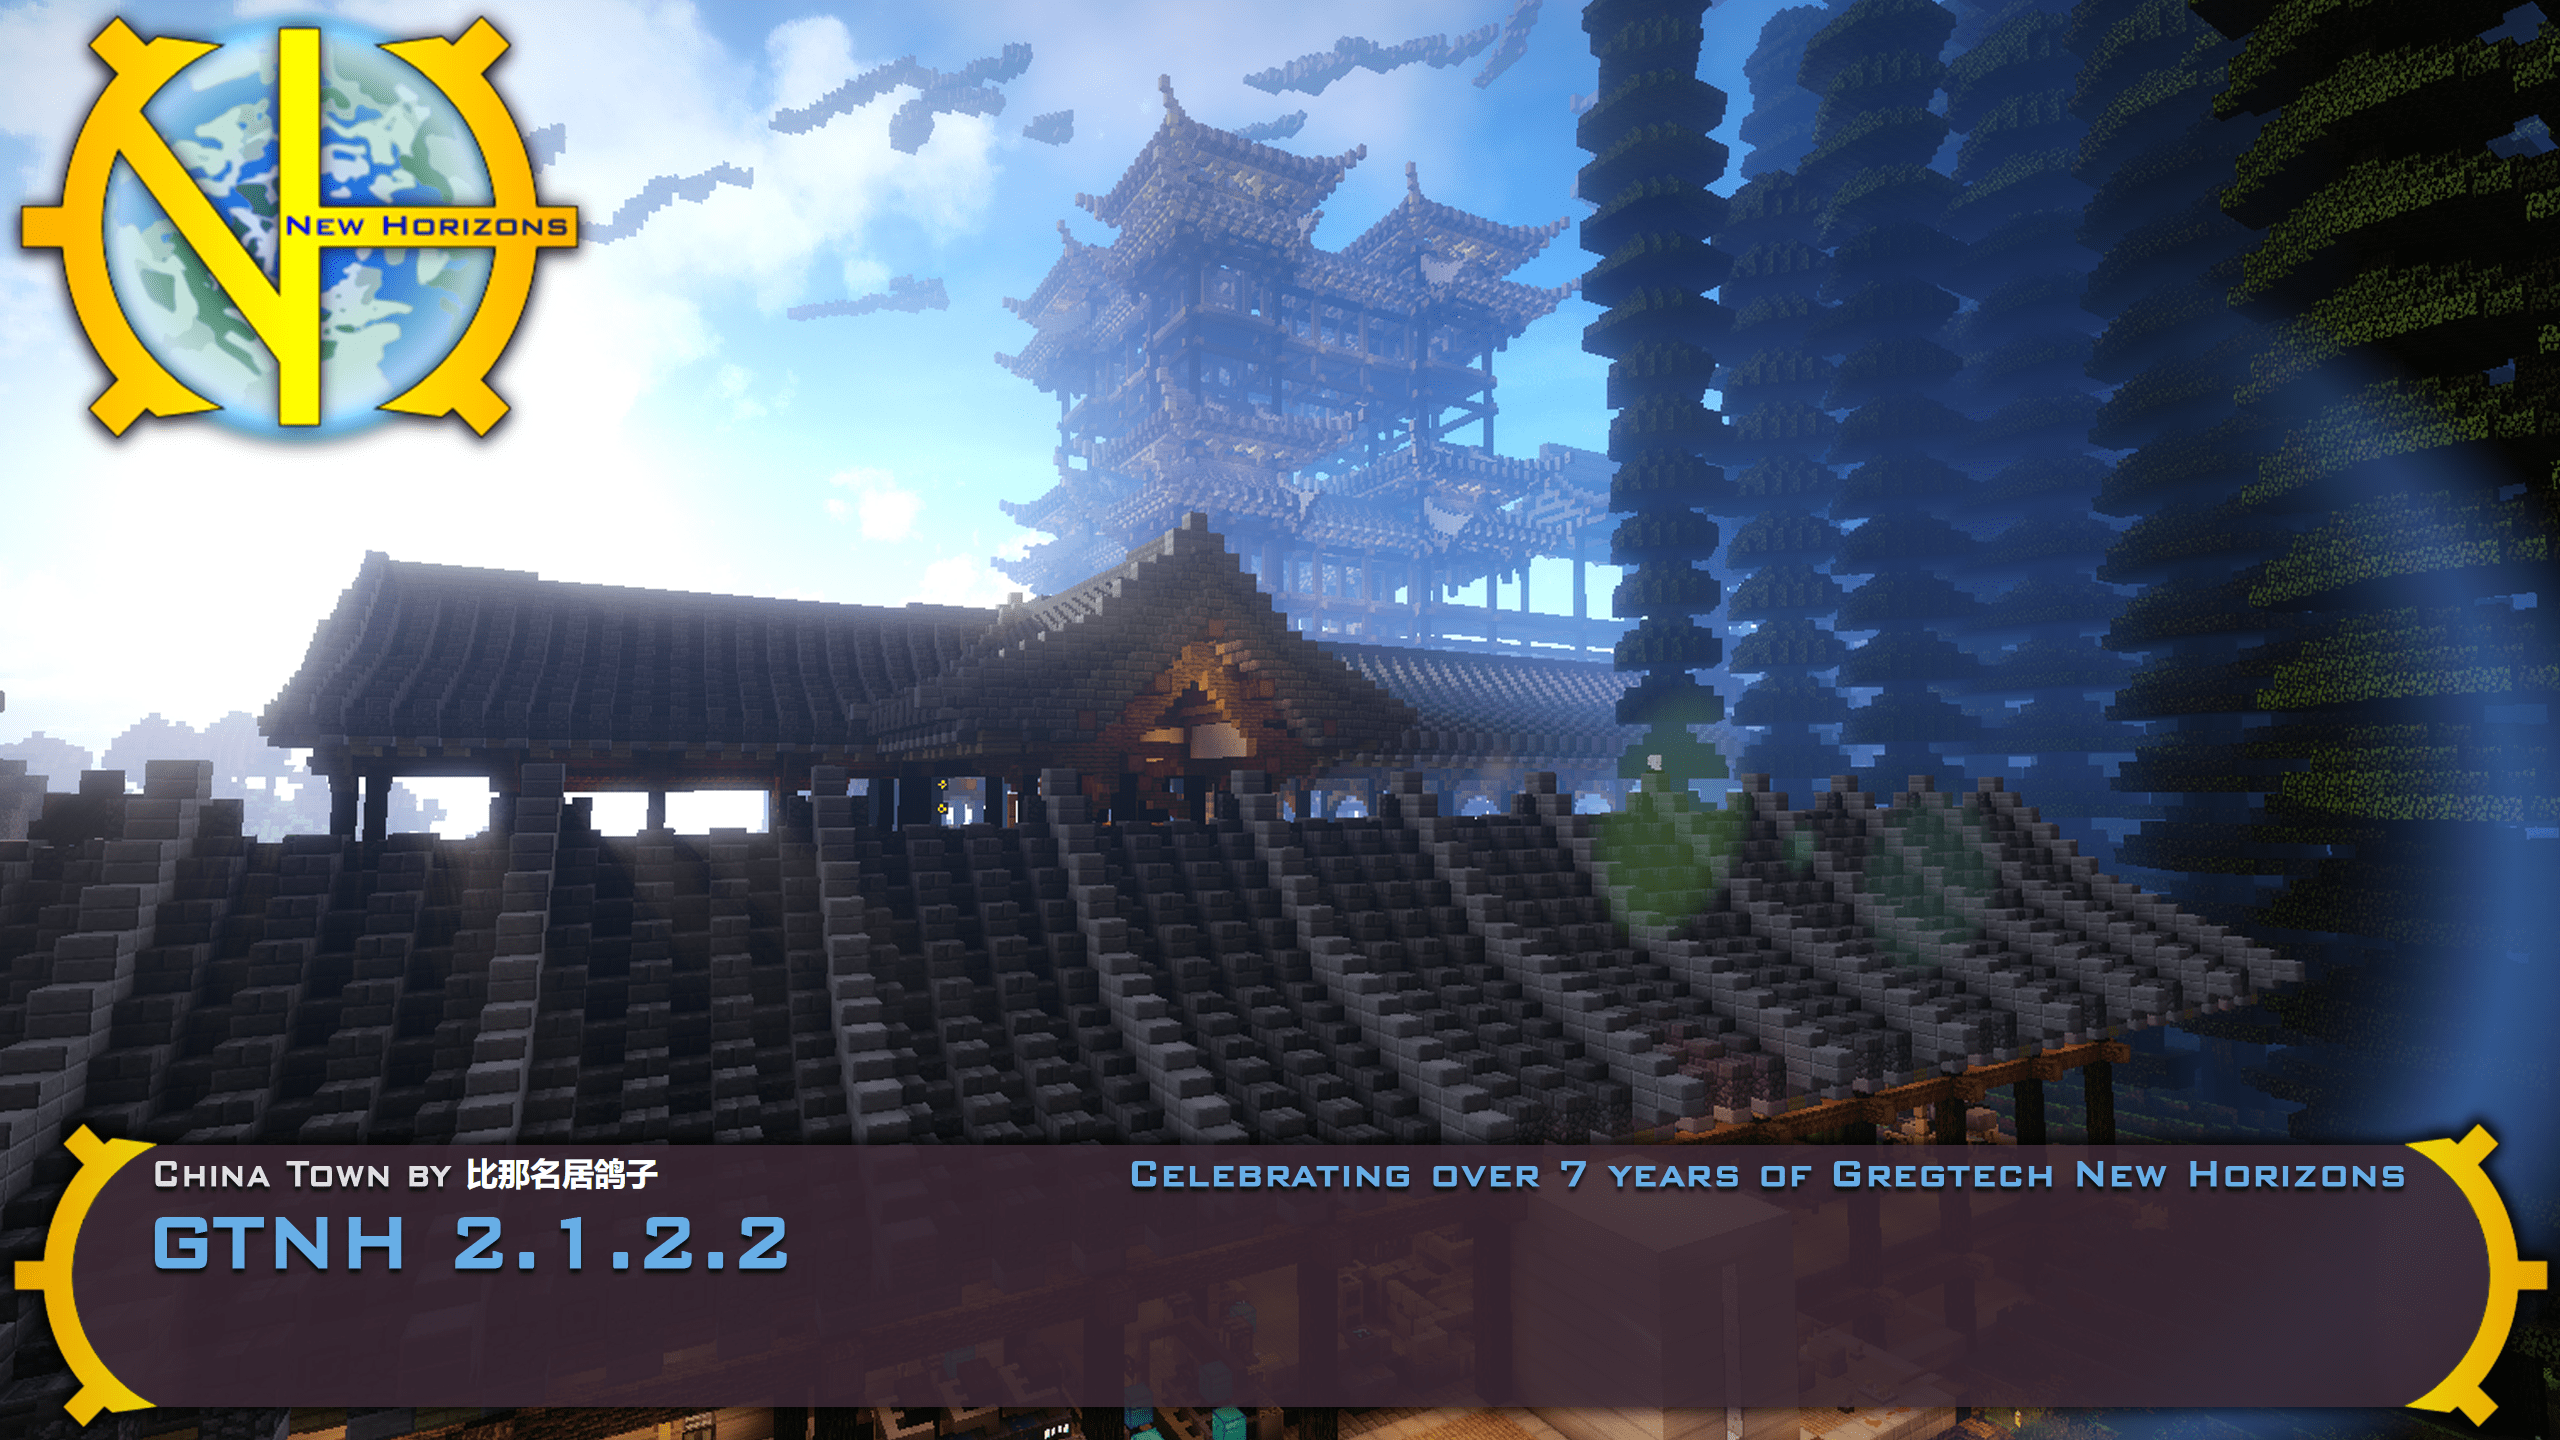 New Horizons
China Town by 比那名居鸽子
Celebrating over 7 years of Gregtech New Horizons
GTNH 2.1.2.2